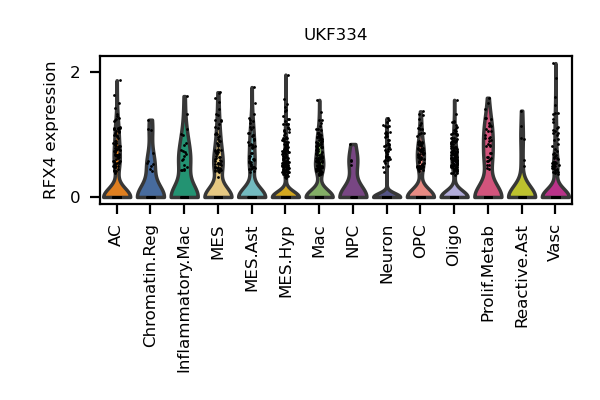 UKF334
RFX4 expression
2
0
AC
Chromatin.Reg
Inflammatory.Mac
MES
MES.Ast
MES.Hyp
Mac
NPC
Neuron
OPC
Oligo
Prolif.Metab
Reactive.Ast
Vasc